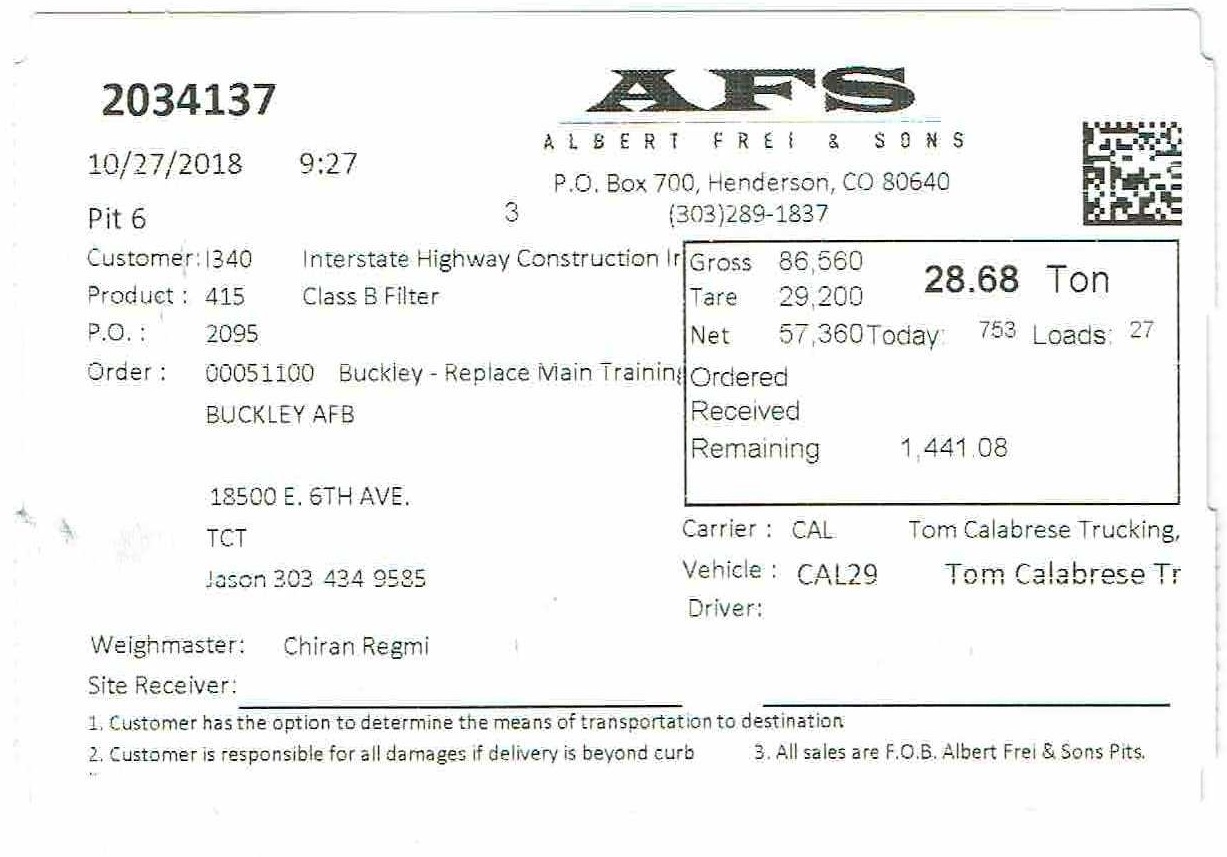 2034137
AFS
ALBERT FREI & SONS
10/27/2018 9:27
P.O. Box 700, Henderson, CO 80640
Pit 6 3 (303)289-1837
Customer: I340 Interstate Highway Construction Ir
Product : 415 Class B Filter
P.O. : 2095
Order : 00051100 Buckley - Replace Main Training
BUCKLEY AFB
18500 E. 6TH AVE.
TCT
Jason 303 434 9585
Gross 86,560 28.68 Ton
Tare 29,200
Net 57,360 Today: 753 Loads: 27
Ordered
Received
Remaining 1,441.08
Carrier : CAL Tom Calabrese Trucking,
Vehicle : CAL29 Tom Calabrese Tr
Driver:
Weighmaster: Chiran Regmi
Site Receiver:
1. Customer has the option to determine the means of transportation to destination
2. Customer is responsible for all damages if delivery is beyond curb 3. All sales are F.O.B. Albert Frei & Sons Pits.